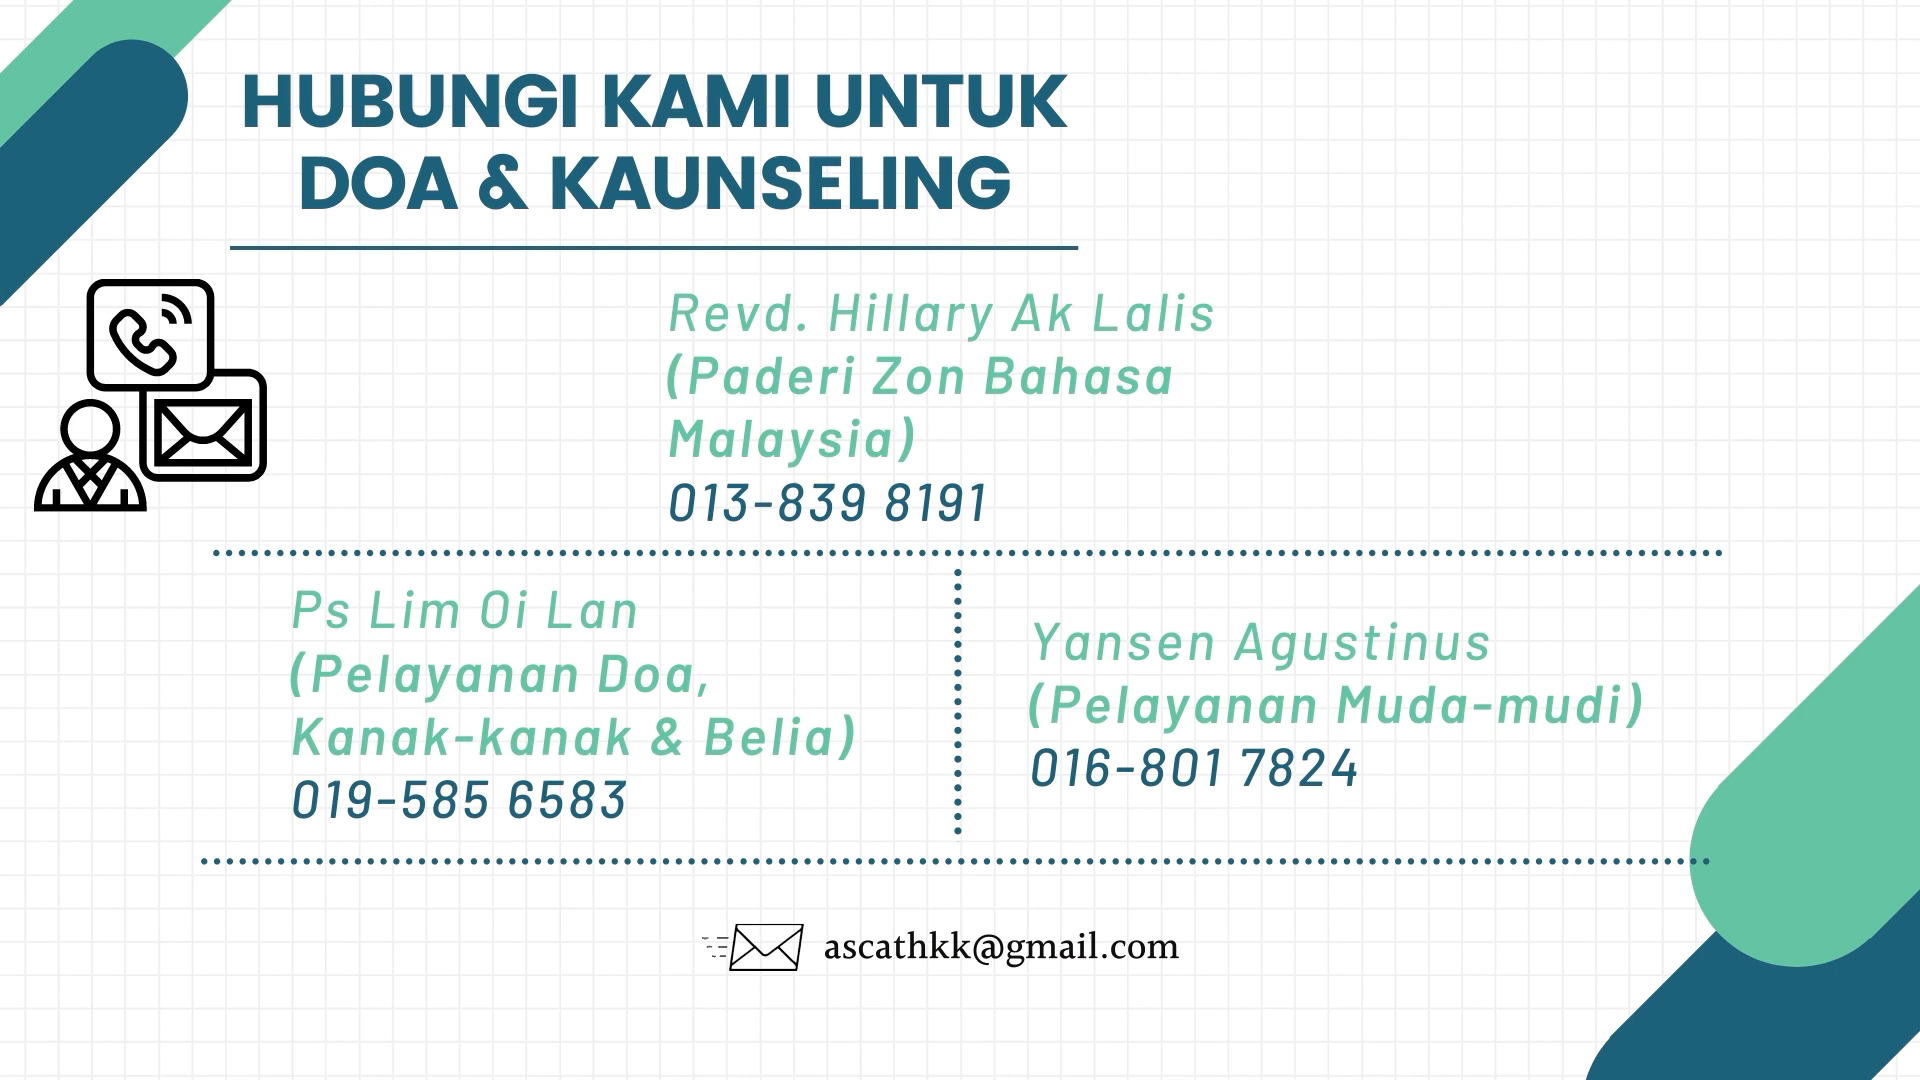 HUBUNGI KAMI UNTUK
DOA & KAUNSELING
Revd. Hillary Ak Lalis
(Paderi Zon Bahasa
Malaysia)
013-839 8191
Ps Lim Oi Lan
(Pelayanan Doa,
Kanak-kanak & Belia)
019-585 6583
Yansen Agustinus
(Pelayanan Muda-mudi)
016-801 7824
ascathkk@gmail.com